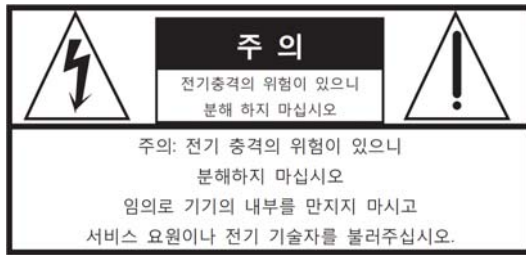 주 의
전기충격의 위험이 있으니
분해 하지 마십시오
주의: 전기 충격의 위험이 있으니
분해하지 마십시오
임의로 기기의 내부를 만지지 마시고
서비스 요원이나 전기 기술자를 불러주십시오.